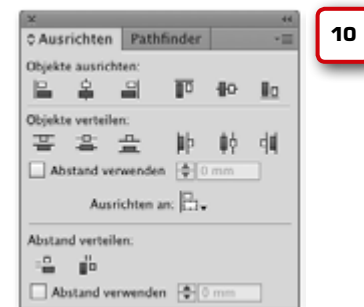 Ausrichten Pathfinder
10
Objekte ausrichten:
Objekte verteilen:
Abstand verwenden 0 mm
Ausrichten an:
Abstand verteilen:
Abstand verwenden 0 mm